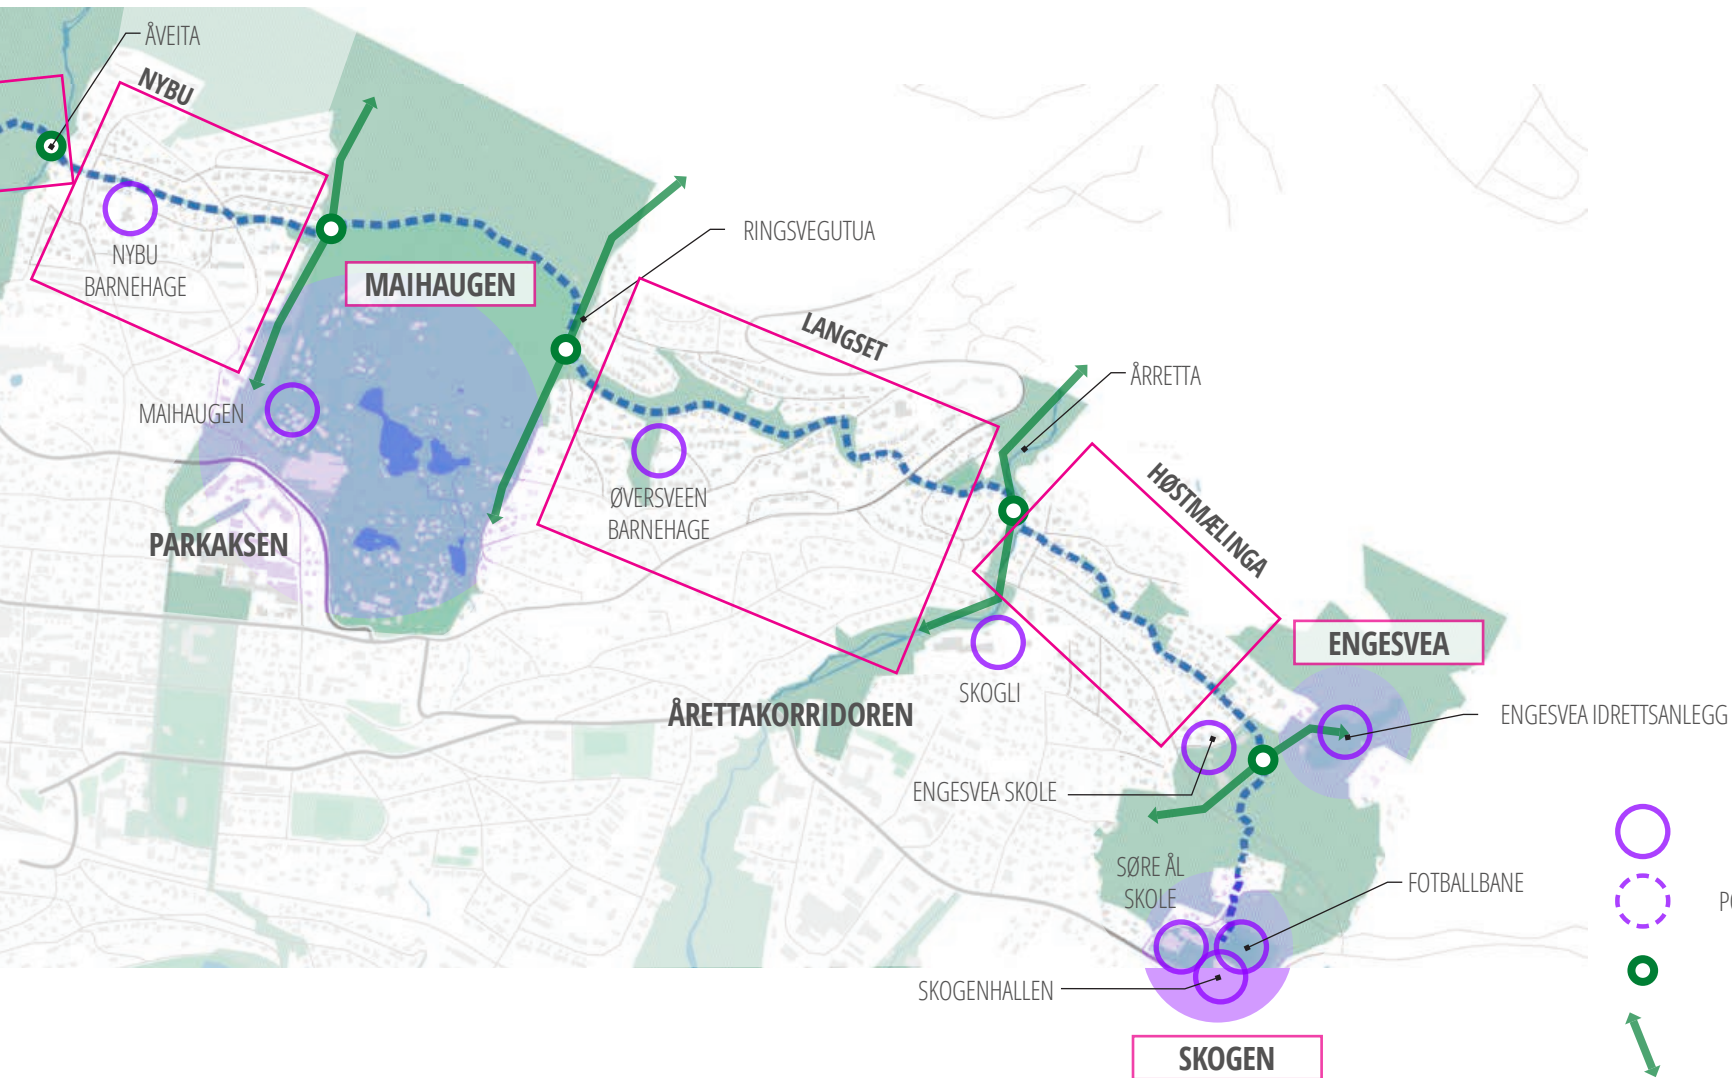 ÅVEITA
NYBU
NYBU
BARNEHAGE
MAIHAUGEN
RINGSVEGUTUA
LANGSET
MAIHAUGEN
ÅRRETTA
ØVERSVEEN
BARNEHAGE
HØSTMÆLINGA
PARKAKSEN
ENGESVEA
SKOGLI
ÅRETTAKORRIDOREN
ENGESVEA IDRETTSANLEGG
ENGESVEA SKOLE
SØRE ÅL
SKOLE
FOTBALLBANE
SKOGENHALLEN
SKOGEN